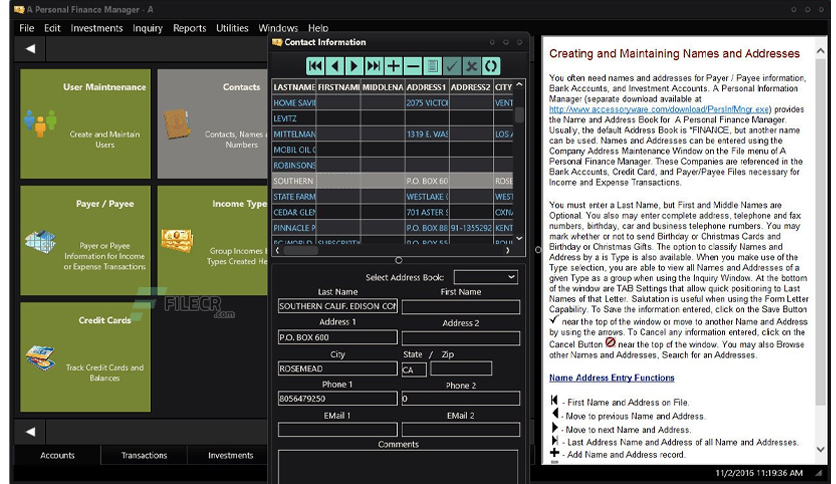 A Personal Finance Manager - A
File Edit Investments Inquiry Reports Utilities Windows Help
User Maintnenance
Create and Maintain
Users
Contacts
Contacts, Names
Numbers
Payer / Payee
Payer or Payee
Information for Income
or Expense Transactions
Income Type
Group Incomes
Types Created He
Credit Cards
Track Credit Cards and
Balances
FILECR
.com
Accounts Transactions Investments
Contact Information
LASTNAME FIRSTNAMI MIDDLENA ADDRESS1 ADDRESS2 CITY
HOME SAVI 2075 VICTO VENT
LEVITZ
MITTELMAN 1319 E. WAS LOS A
MOBIL OIL C
ROBINSONS
SOUTHERN P.O. BOX 60 ROSE
STATE FARM WESTLAKE WEST
CEDAR GLEN 701 ASTER S OXNA
PINNACLE P P.O. BOX 88 91-1355292 KENT
PC WORLD SUBSCRIPTI P.O. BOX 55 BOUL
Select Address Book:
Last Name First Name
SOUTHERN CALIF. EDISON CO
Address 1 Address 2
P.O. BOX 600
City State / Zip
ROSEMEAD CA
Phone 1 Phone 2
8056479250 0
EMail 1 EMail 2
Comments
Creating and Maintaining Names and Addresses
You often need names and addresses for Payer / Payee information,
Bank Accounts, and Investment Accounts. A Personal Information
Manager (separate download available at
http://www.accessoryware.com/download/PersInfMngr.exe) provides
the Name and Address Book for A Personal Finance Manager.
Usually, the default Address Book is *FINANCE, but another name
can be used. Names and Addresses can be entered using the
Company Address Maintenance Window on the File menu of A
Personal Finance Manager. These Companies are referenced in the
Bank Accounts, Credit Card, and Payer/Payee Files necessary for
Income and Expense Transactions.
You must enter a Last Name, but First and Middle Names are
Optional. You also may enter complete address, telephone and fax
numbers, birthday, car and business telephone numbers. You may
mark whether or not to send Birthday or Christmas Cards and
Birthday or Christmas Gifts. The option to classify Names and
Address by a is Type is also available. When you make use of the
Type selection, you are able to view all Names and Addresses of a
given Type as a group when using the Inquiry Window. At the bottom
of the window are TAB Settings that allow quick positioning to Last
Names of that Letter. Salutation is useful when using the Form Letter
Capability. To Save the information entered, click on the Save Button
near the top of the window or move to another Name and Address
by using the arrows. To Cancel any information entered, click on the
Cancel Button near the top of the window. You may also Browse
other Names and Addresses, Search for an Addresses.
Name Address Entry Functions
- First Name and Address on File.
- Move to previous Name and Address.
- Move to next Name and Address.
- Last Address Name and Address of all Name and Addresses.
- Add Name and Address record.
11/2/2016 11:19:36 AM